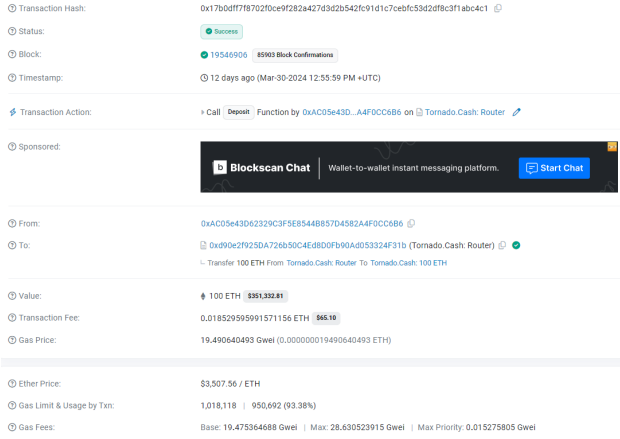 Transaction Hash: 0x17b0dff7f8702f0ce9f282a427d3d2b542fc91d1c7cebfc53d2df8c3f1abc4c1
Status: Success
Block: 19546906 85903 Block Confirmations
Timestamp: 12 days ago (Mar-30-2024 12:55:59 PM +UTC)
Transaction Action: Call Deposit Function by 0xAC05e43D...A4F0CC6B6 on Tornado.Cash: Router
Sponsored:
b Blockscan Chat Wallet-to-wallet instant messaging platform. Start Chat
From: 0xAC05e43D62329C3F5E8544B857D4582A4F0CC6B6
To: 0xd90e2f925DA726b50C4Ed8D0Fb90Ad053324F31b (Tornado.Cash: Router)
Transfer 100 ETH From Tornado.Cash: Router To Tornado.Cash: 100 ETH
Value: 100 ETH $351,332.81
Transaction Fee: 0.018529595991571156 ETH $65.10
Gas Price: 19.490640493 Gwei (0.000000019490640493 ETH)
Ether Price: $3,507.56 / ETH
Gas Limit & Usage by Txn: 1,018,118 | 950,692 (93.38%)
Gas Fees: Base: 19.475364688 Gwei | Max: 28.630523915 Gwei | Max Priority: 0.015275805 Gwei